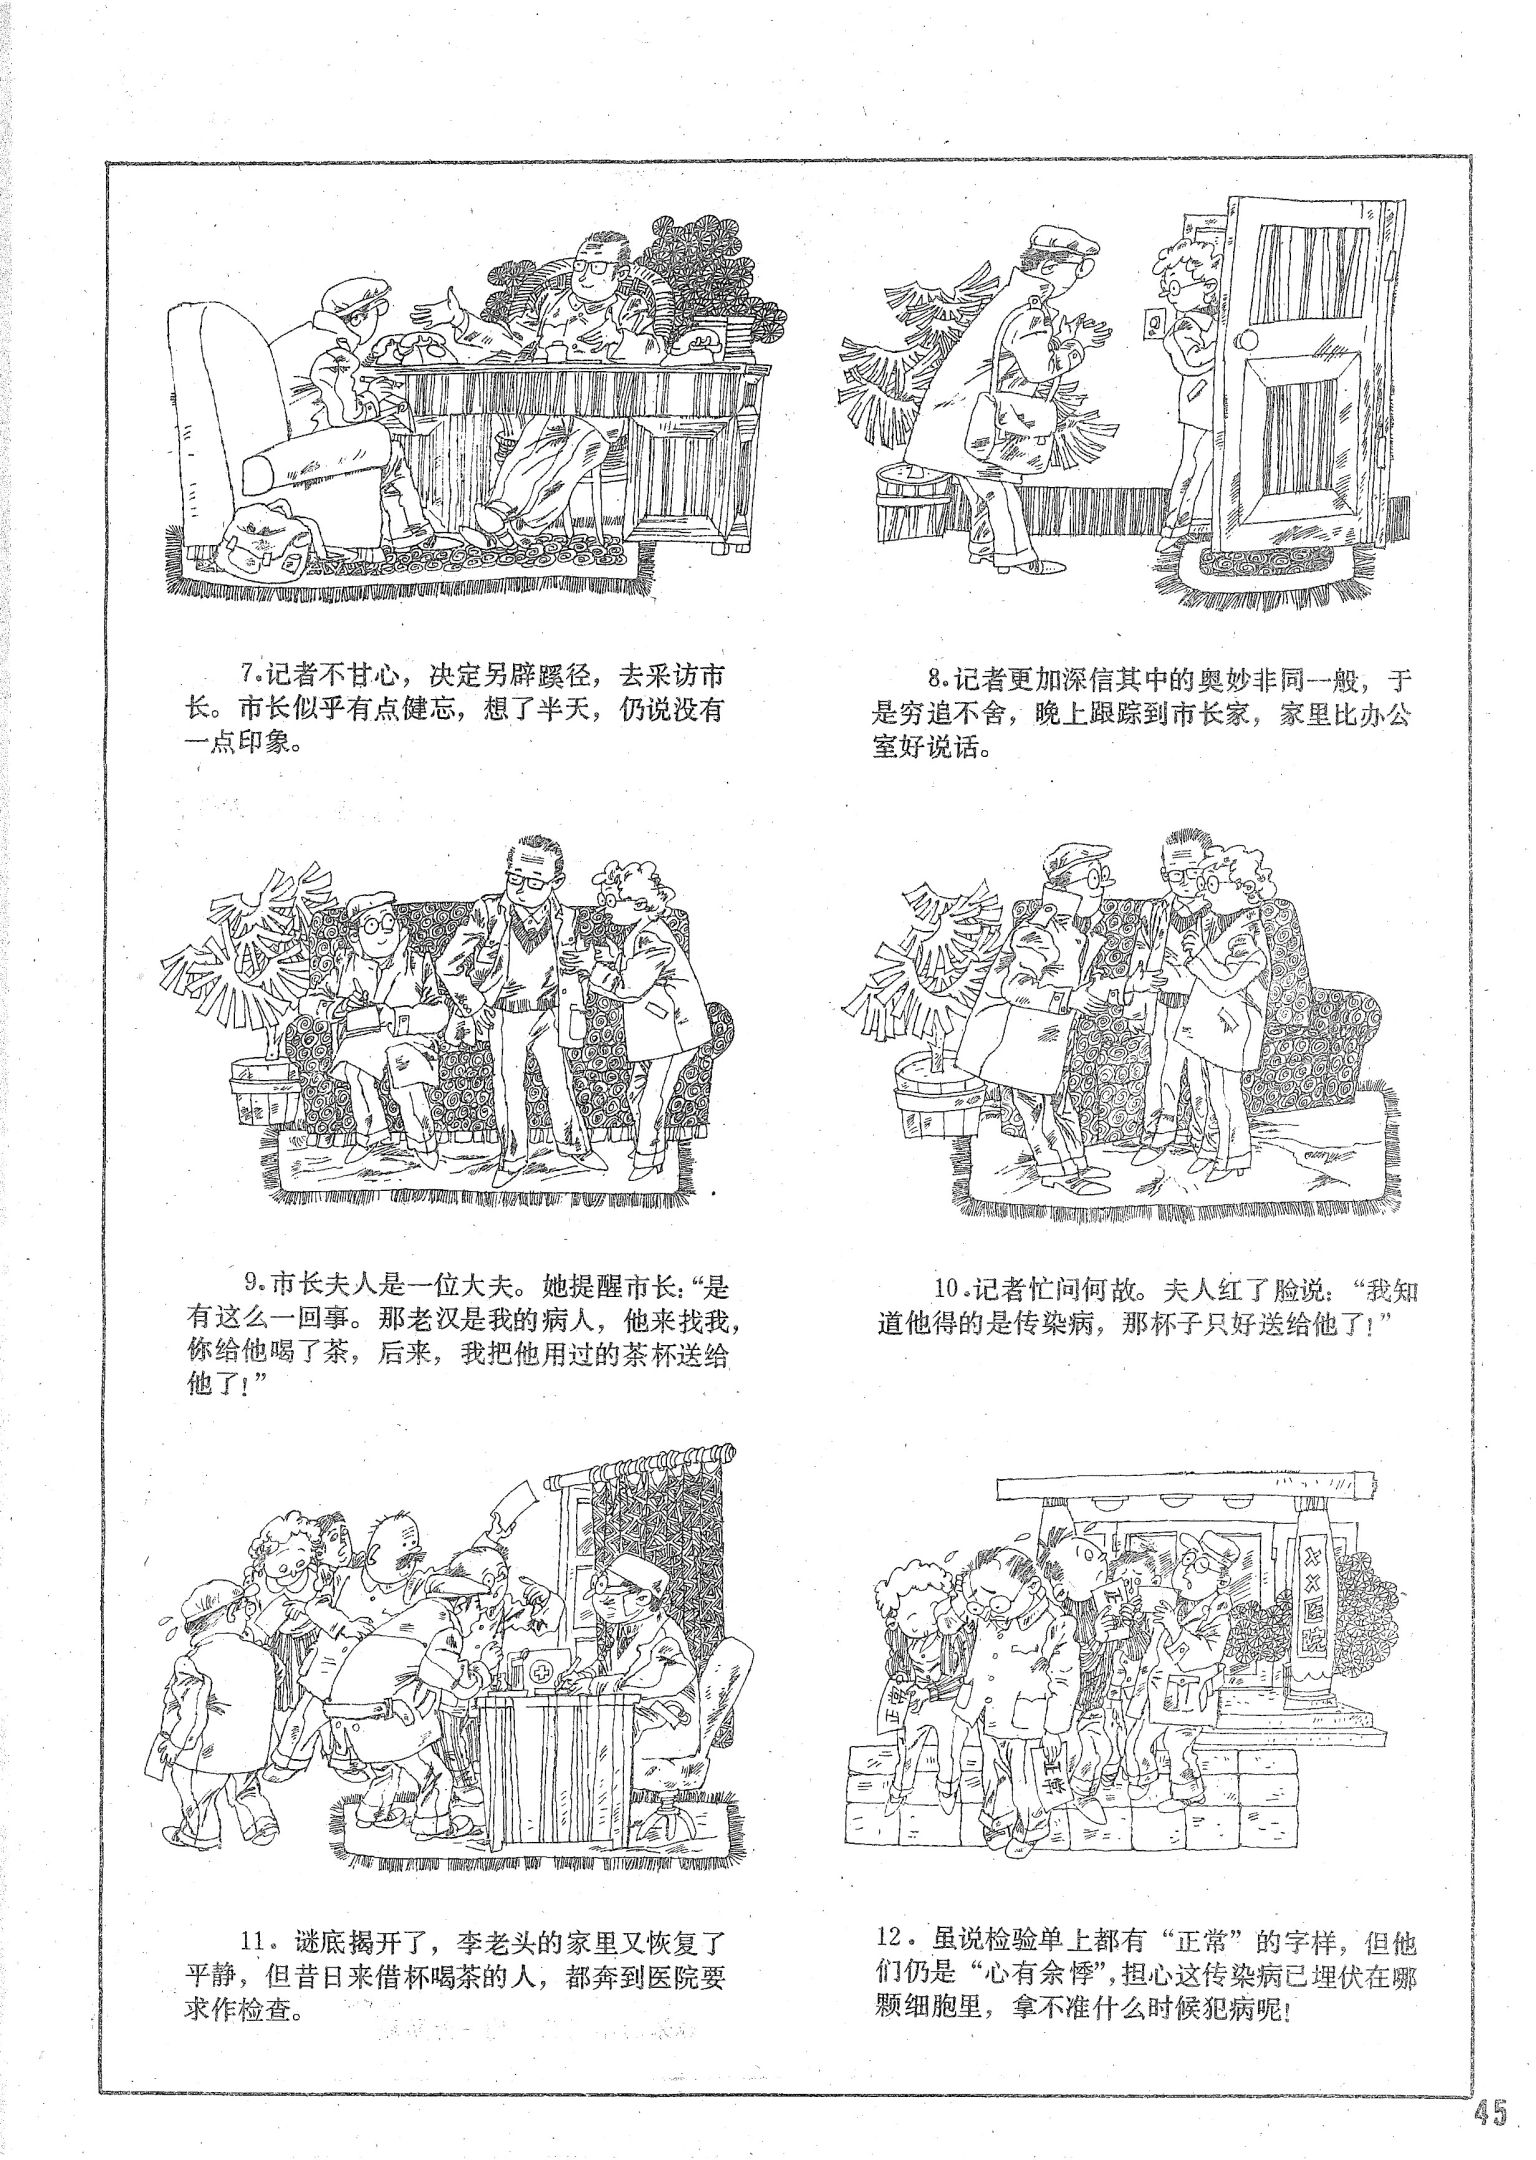 7.记者不甘心，决定另辟蹊径，去采访市
长。市长似乎有点健忘，想了半天，仍说没有
一点印象。
8.记者更加深信其中的奥妙非同一般，于
是穷追不舍，晚上跟踪到市长家，家里比办公
室好说话。
9.市长夫人是一位大夫。她提醒市长：“是
有这么一回事。那老汉是我的病人，他来找我，
你给他喝了茶，后来，我把他用过的茶杯送给
他了！”
10.记者忙问何故。夫人红了脸说：“我知
道他得的是传染病，那杯子只好送给他了！”
××医院
正常
正
正常
11．谜底揭开了，李老头的家里又恢复了
平静，但昔日来借杯喝茶的人，都奔到医院要
求作检查。
12．虽说检验单上都有“正常”的字样，但他
们仍是“心有余悸”，担心这传染病已埋伏在哪
颗细胞里，拿不准什么时候犯病呢！
45